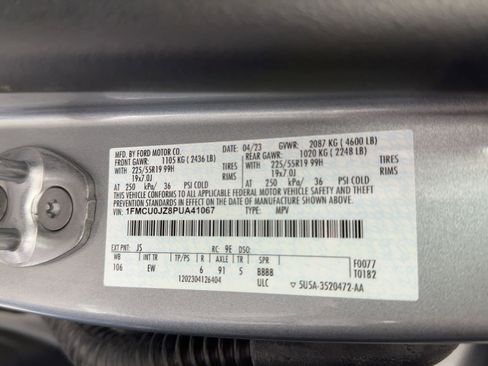 MFD. BY FORD MOTOR CO. 04/23 GVWR: 2087 KG ( 4600 LB)
FRONT GAWR: 1105 KG ( 2436 LB) REAR GAWR: 1020 KG ( 2248 LB)
WITH 225/55R19 99H TIRES WITH 225/55R19 99H TIRES
19x7.0J RIMS 19x7.0J RIMS
AT 250 kPa/ 36 PSI COLD AT 250 kPa/ 36 PSI COLD
THIS VEHICLE CONFORMS TO ALL APPLICABLE FEDERAL MOTOR VEHICLE SAFETY AND THEFT
PREVENTION STANDARDS IN EFFECT ON THE DATE OF MANUFACTURE SHOWN ABOVE.
VIN: 1FMCU0JZ8PUA41067 TYPE: MPV
EXT PNT: JS RC: 9E DSO: F0077
WB INT TR TP/PS R AXLE TR SPR T0182
106 EW 6 91 5 BBBB
1202304126404 ULC 5U5A-3520472-AA